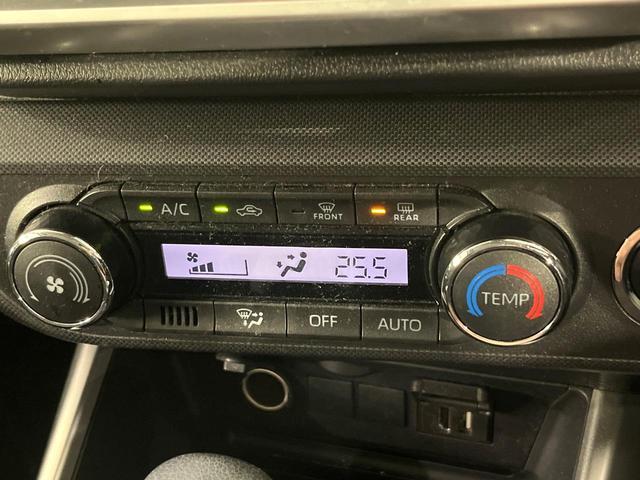 A/C
FRONT
REAR
25.5
TEMP
OFF
AUTO